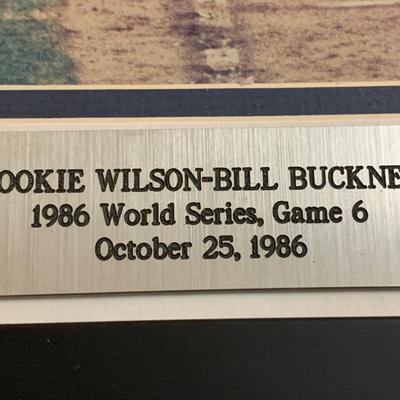 OOKIE WILSON-BILL BUCKNE
1986 World Series, Game 6
October 25, 1986